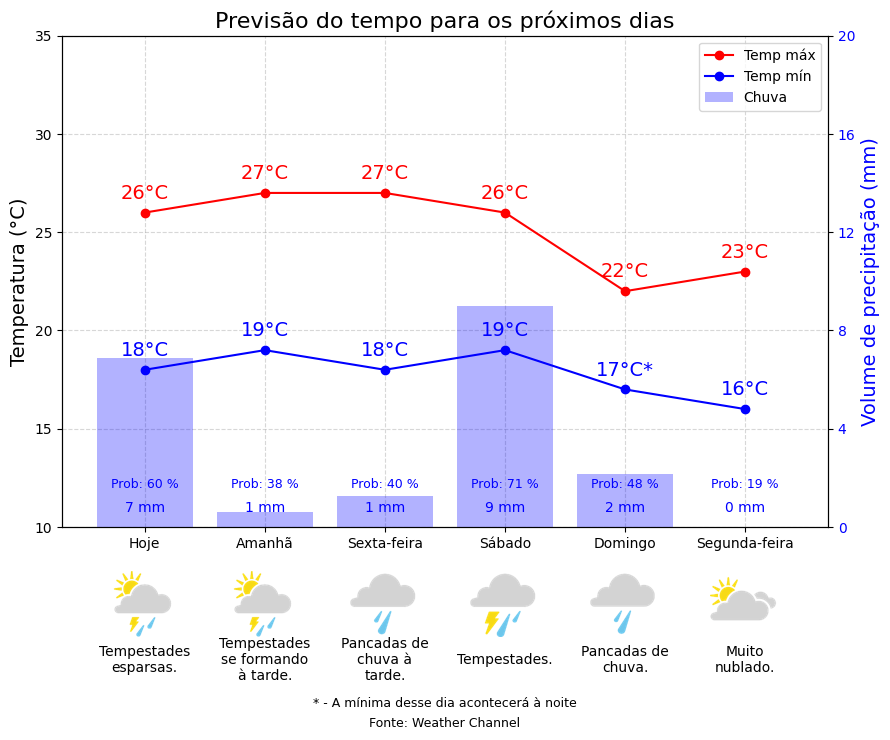 Previsão do tempo para os próximos dias
35
30
25
20
15
10
Temperatura (°C)
20
16
12
8
4
0
Volume de precipitação (mm)
Temp máx
Temp mín
Chuva
26°C
27°C
27°C
26°C
22°C
23°C
18°C
19°C
18°C
19°C
17°C*
16°C
Prob: 60 %
Prob: 38 %
Prob: 40 %
Prob: 71 %
Prob: 48 %
Prob: 19 %
7 mm
1 mm
1 mm
9 mm
2 mm
0 mm
Hoje
Amanhã
Sexta-feira
Sábado
Domingo
Segunda-feira
Tempestades
esparsas.
Tempestades
se formando
à tarde.
Pancadas de
chuva à
tarde.
Tempestades.
Pancadas de
chuva.
Muito
nublado.
* - A mínima desse dia acontecerá à noite
Fonte: Weather Channel